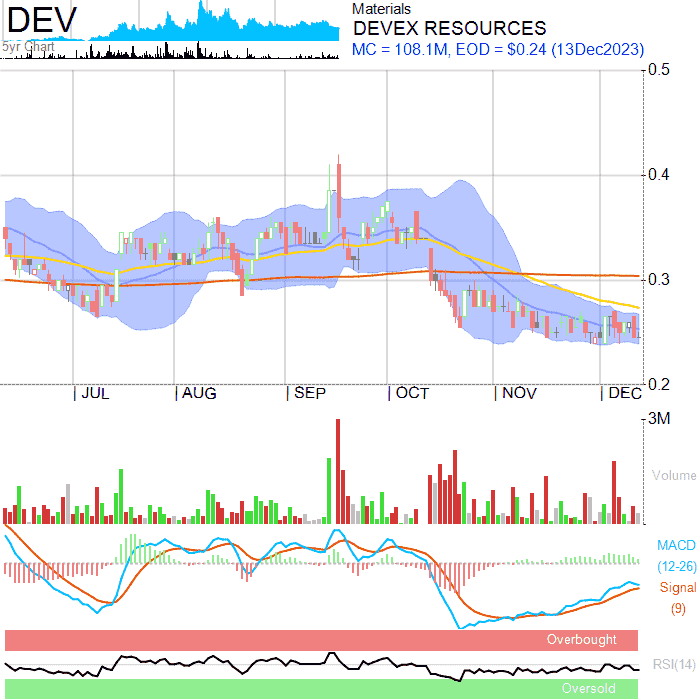 DEV
5yr Chart
Materials
DEVEX RESOURCES
MC = 108.1M, EOD = $0.24 (13Dec2023)
0.5
0.4
0.3
0.2
JUL AUG SEP OCT NOV DEC
3M
Volume
MACD
(12-26)
Signal
(9)
Overbought
RSI(14)
Oversold